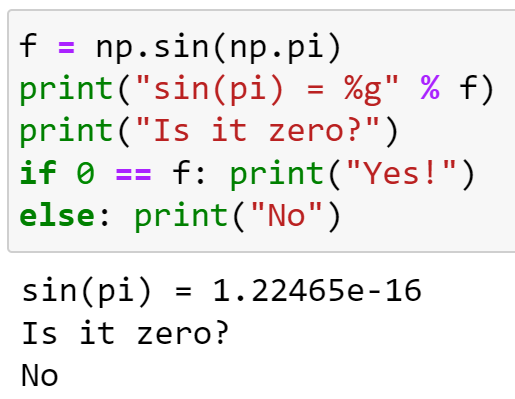 f = np.sin(np.pi)
print("sin(pi) = %g" % f)
print("Is it zero?")
if 0 == f: print("Yes!")
else: print("No")
sin(pi) = 1.22465e-16
Is it zero?
No